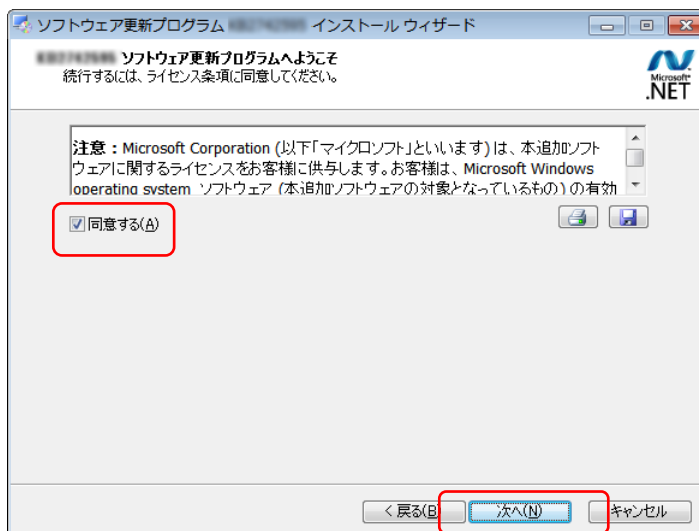 ソフトウェア更新プログラム インストール ウィザード
ソフトウェア更新プログラムへようこそ
続行するには、ライセンス条項に同意してください。
Microsoft
.NET
注意：Microsoft Corporation (以下「マイクロソフト」といいます) は、本追加ソフト
ウェアに関するライセンスをお客様に供与します。お客様は、Microsoft Windows
operating system ソフトウェア (本追加ソフトウェアの対象となっているもの) の有効
同意する(A)
< 戻る(B
次へ(N)
キャンセル